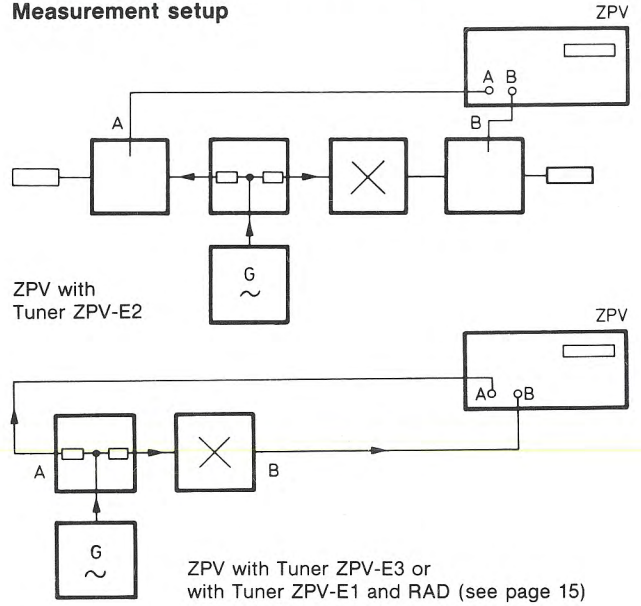 Measurement setup
ZPV
A B
A
B
G
~
ZPV with
Tuner ZPV-E2
ZPV
A B
A
B
G
~
ZPV with Tuner ZPV-E3 or
with Tuner ZPV-E1 and RAD (see page 15)